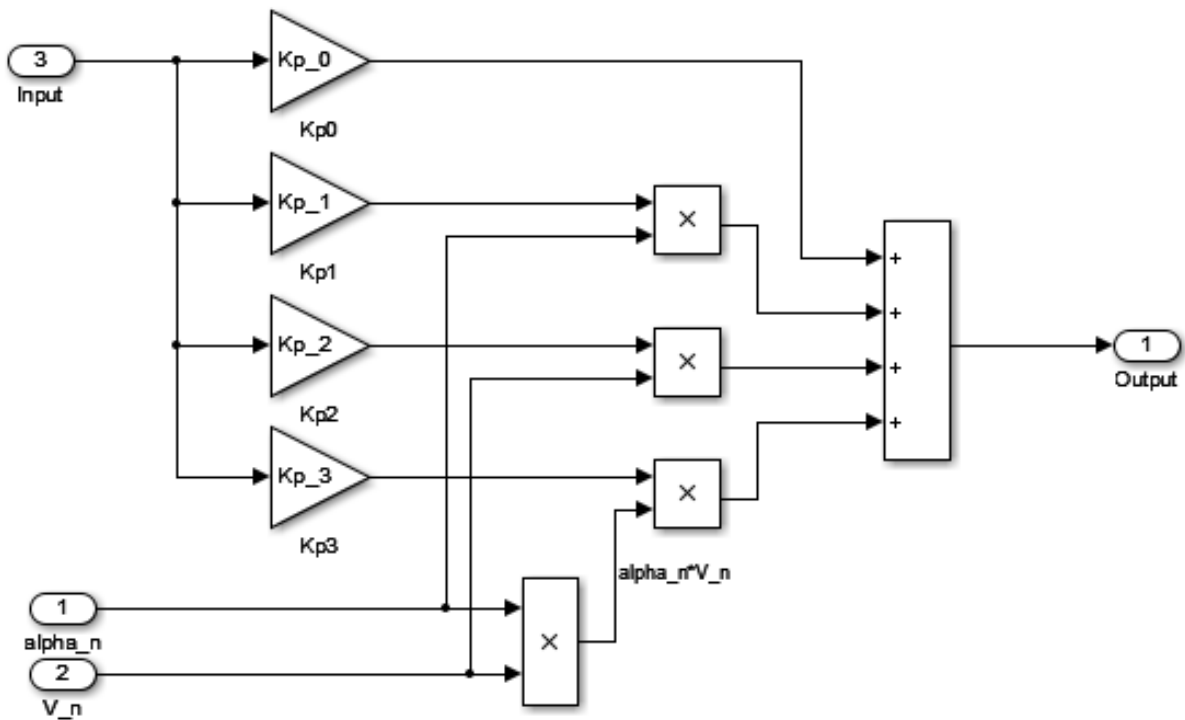 Kp_0
3
Input
Kp0
Kp_1
×
Kp1
+
+
Kp_2
×
1
+
Output
Kp2
+
Kp_3
×
Kp3
alpha_n*V_n
1
alpha_n
×
2
V_n